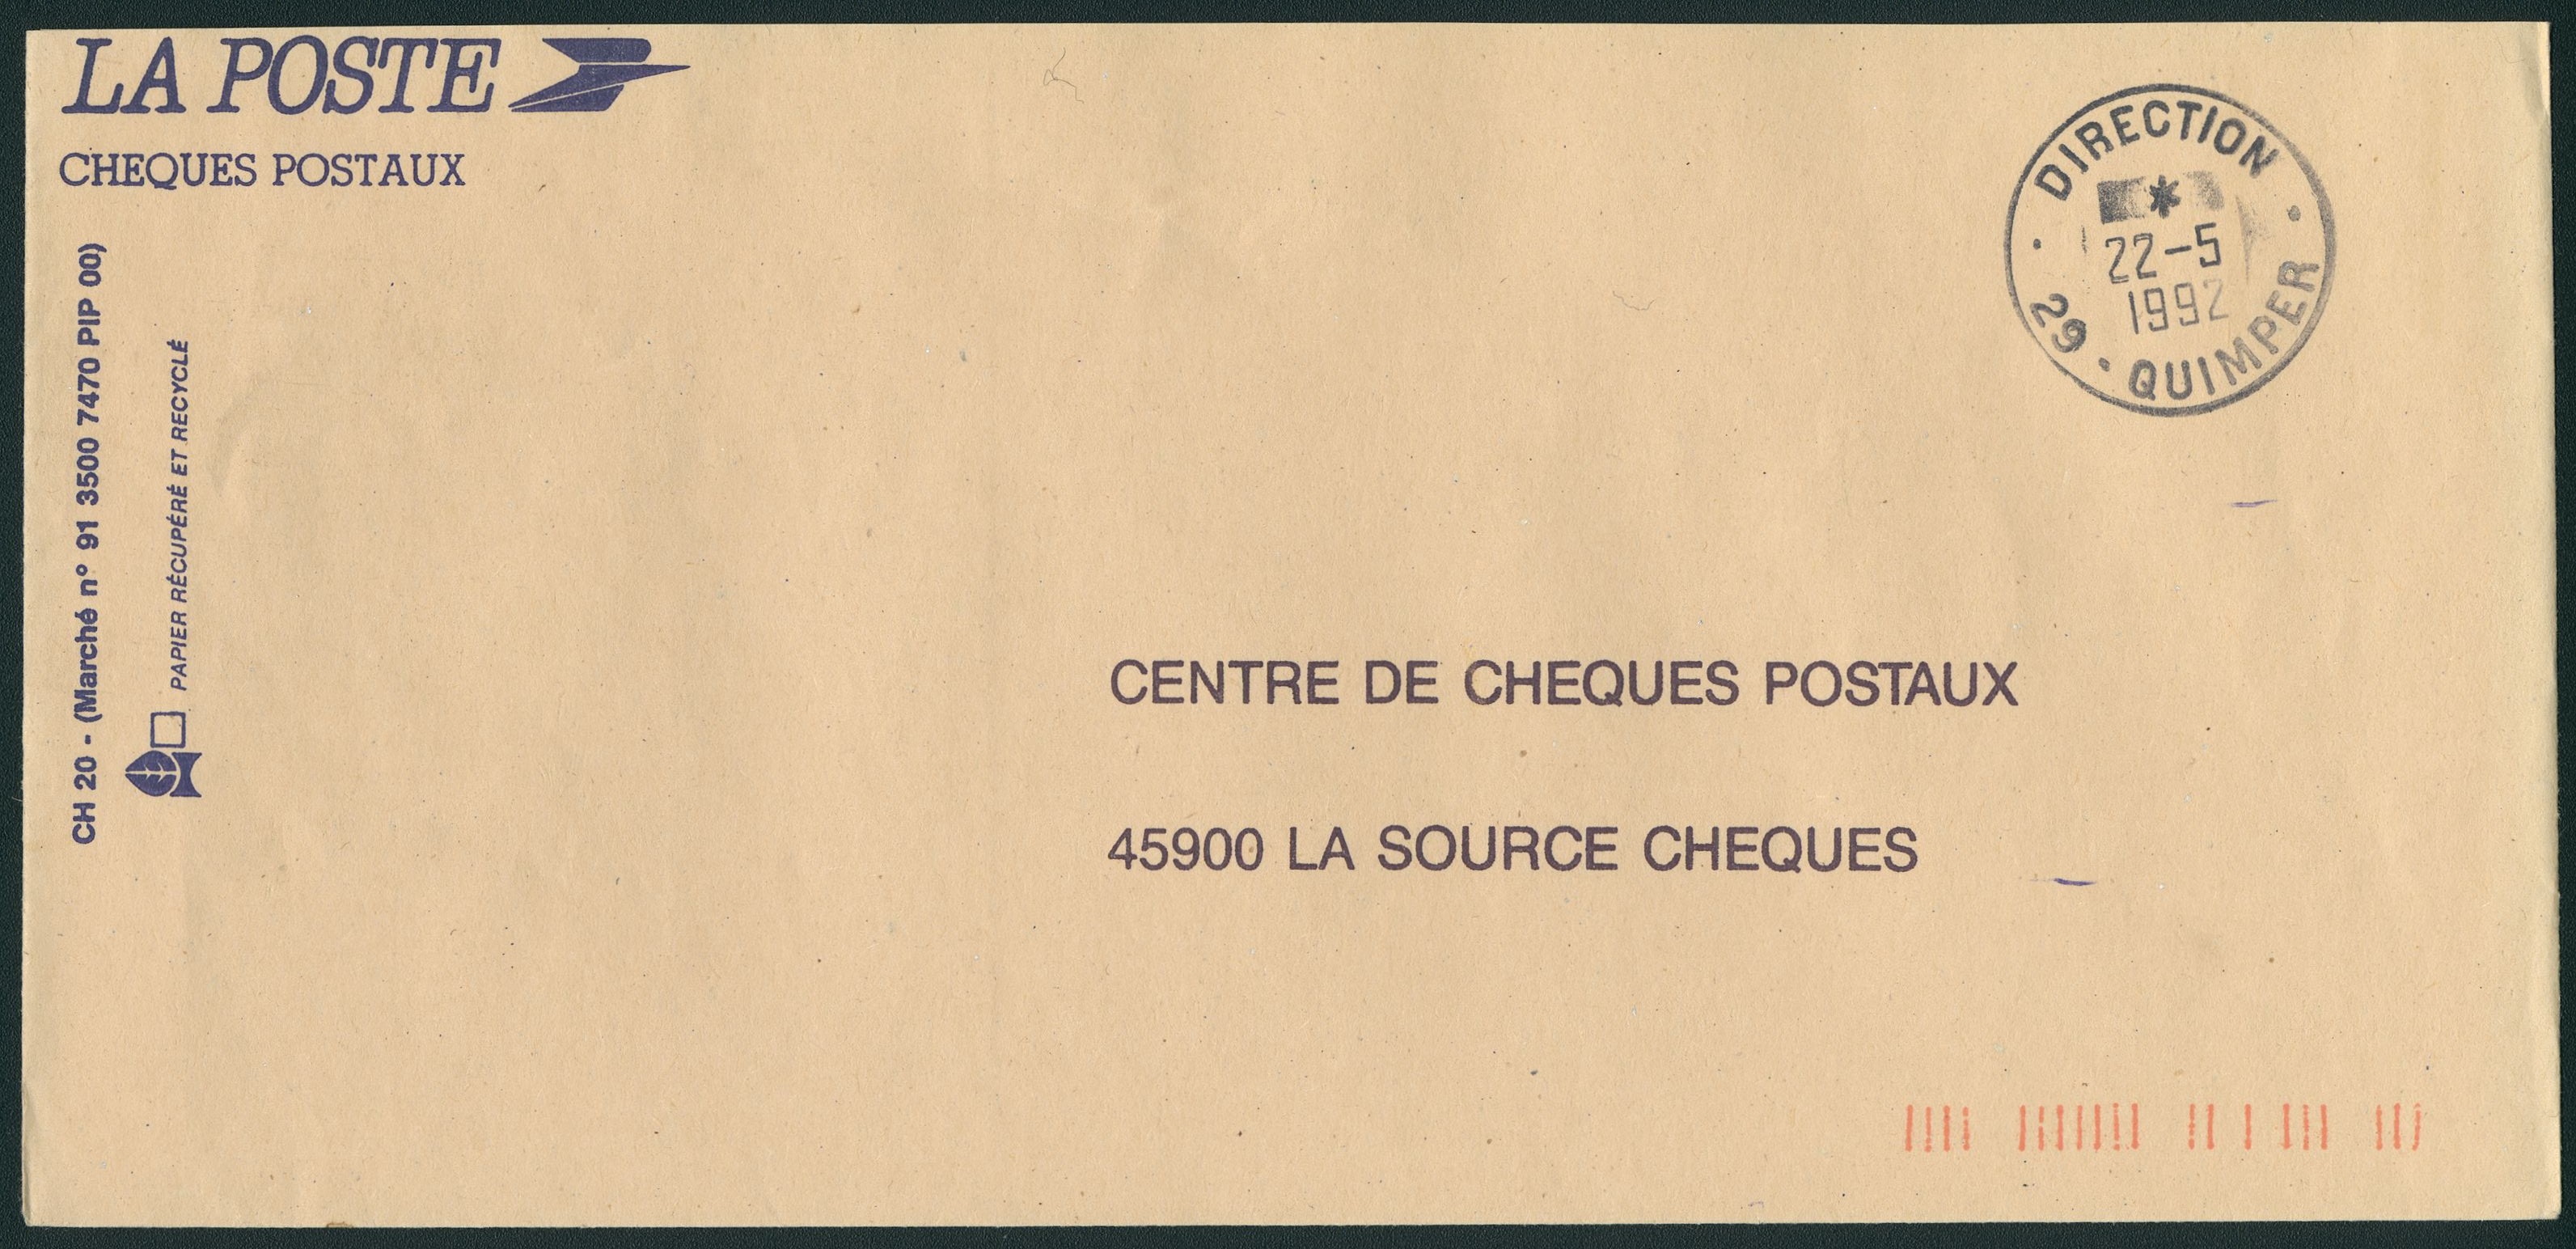 LA POSTE
CHEQUES POSTAUX
CH 20 - (Marché n° 91 3500 7470 PIP 00)
PAPIER RÉCUPÉRÉ ET RECYCLÉ
DIRECTION
*
22-5
1992
29 · QUIMPER
CENTRE DE CHEQUES POSTAUX
45900 LA SOURCE CHEQUES